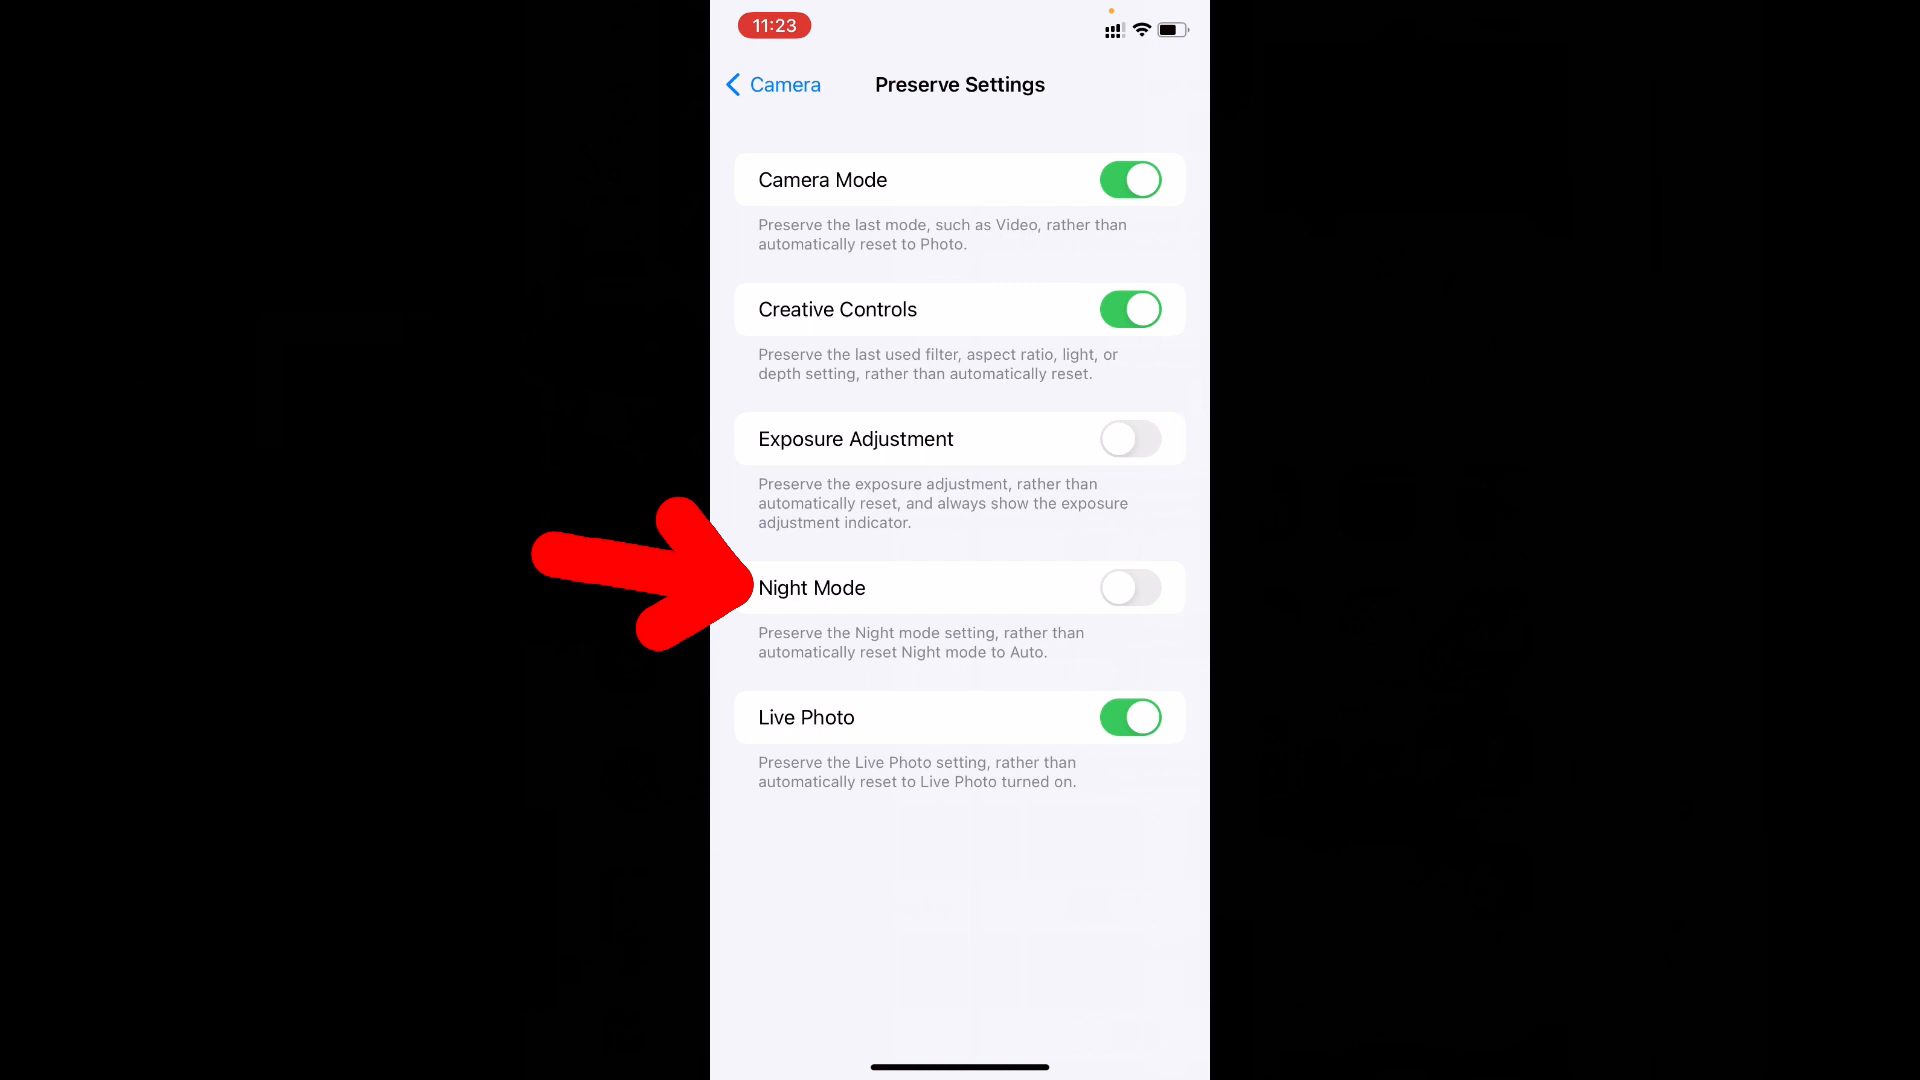 11:23
Camera
Preserve Settings
Camera Mode
Preserve the last mode, such as Video, rather than
automatically reset to Photo.
Creative Controls
Preserve the last used filter, aspect ratio, light, or
depth setting, rather than automatically reset.
Exposure Adjustment
Preserve the exposure adjustment, rather than
automatically reset, and always show the exposure
adjustment indicator.
Night Mode
Preserve the Night mode setting, rather than
automatically reset Night mode to Auto.
Live Photo
Preserve the Live Photo setting, rather than
automatically reset to Live Photo turned on.